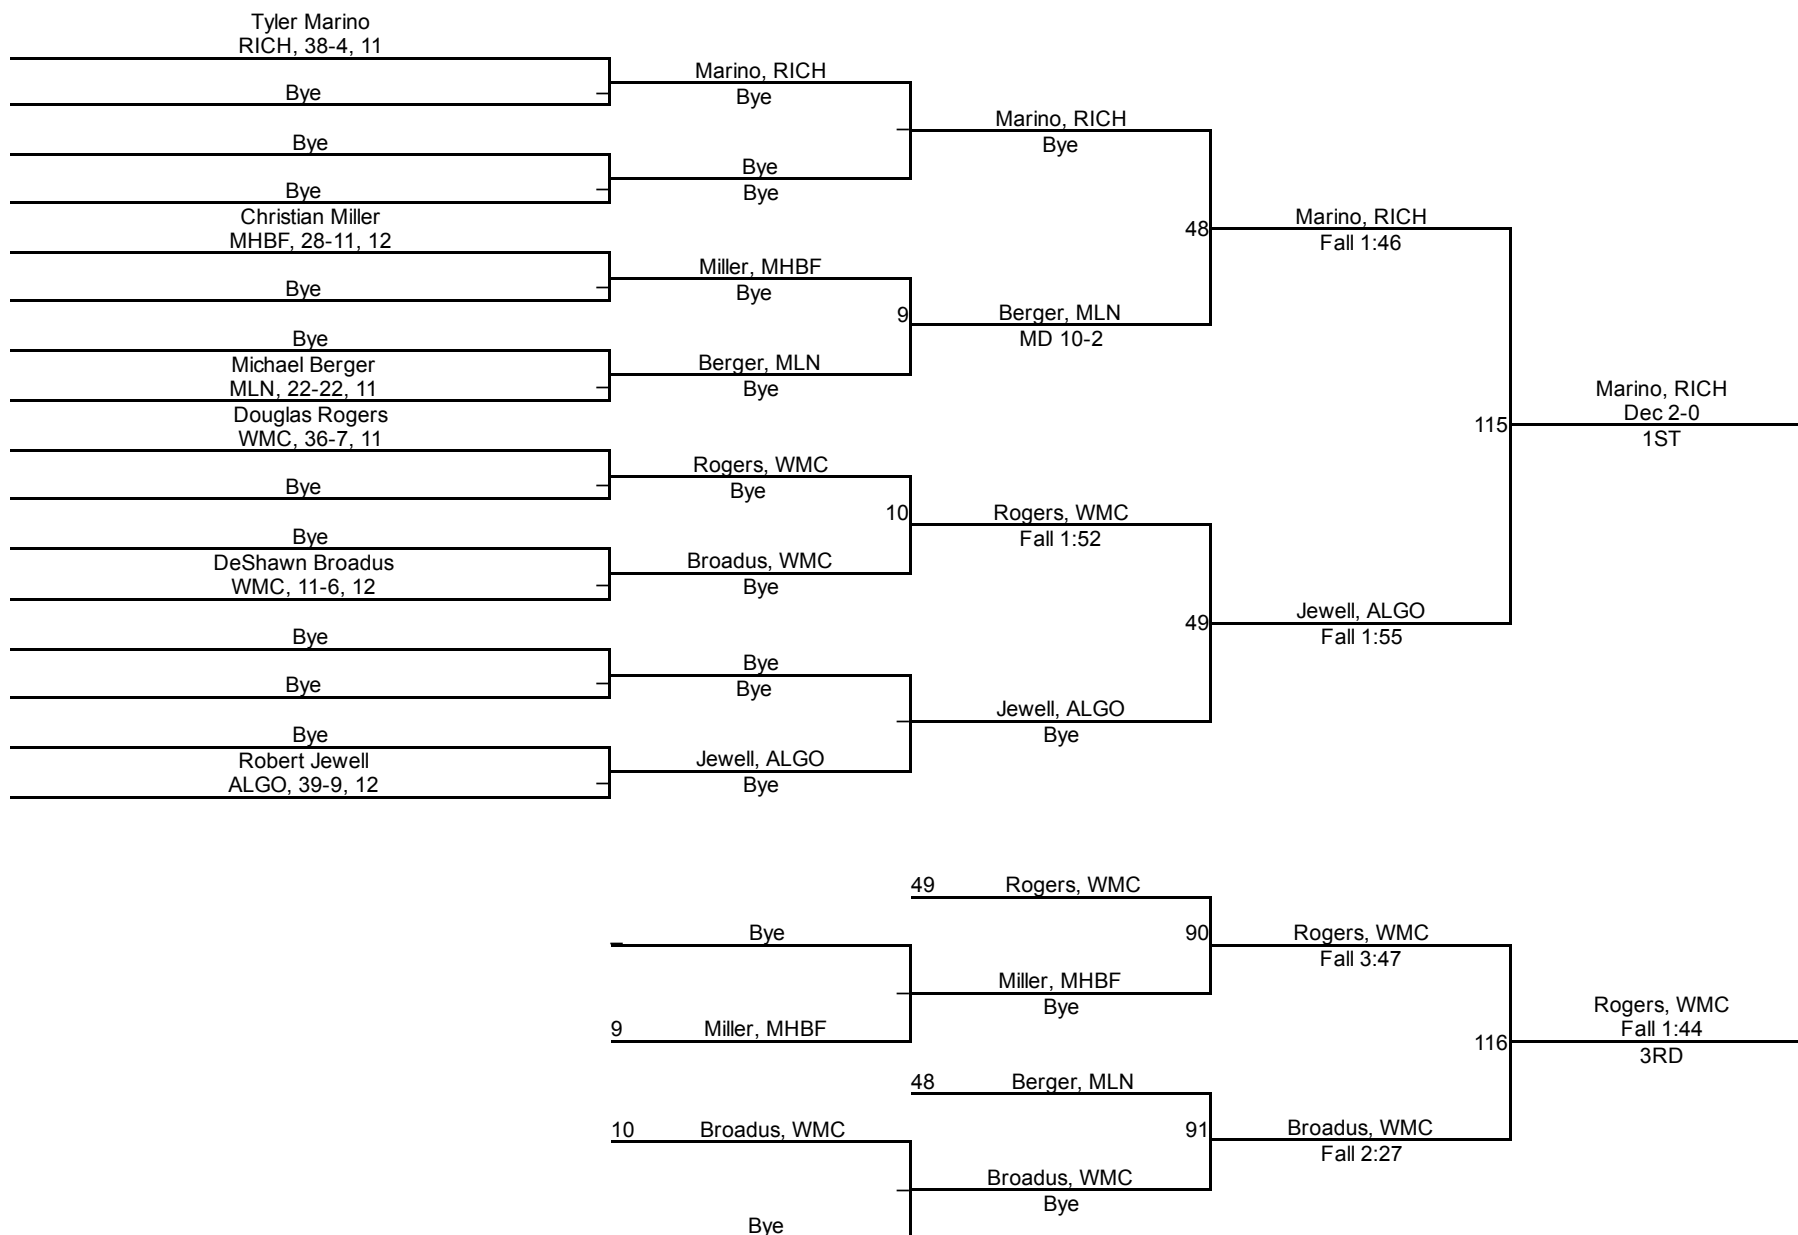 Tyler Marino
RICH, 38-4, 11
Bye
Bye
Bye
Christian Miller
MHBF, 28-11, 12
Bye
Bye
Michael Berger
MLN, 22-22, 11
Douglas Rogers
WMC, 36-7, 11
Bye
Bye
DeShawn Broadus
WMC, 11-6, 12
Bye
Bye
Bye
Robert Jewell
ALGO, 39-9, 12
Marino, RICH
Bye
Bye
Bye
Miller, MHBF
Bye
9
Berger, MLN
Bye
Rogers, WMC
Bye
10
Broadus, WMC
Bye
Bye
Bye
Jewell, ALGO
Bye
Marino, RICH
Bye
48
Berger, MLN
MD 10-2
Rogers, WMC
Fall 1:52
49
Jewell, ALGO
Bye
Marino, RICH
Fall 1:46
115
Jewell, ALGO
Fall 1:55
Marino, RICH
Dec 2-0
1ST
Bye
9 Miller, MHBF
10 Broadus, WMC
Bye
49 Rogers, WMC
90
Miller, MHBF
Bye
48 Berger, MLN
91
Broadus, WMC
Bye
Rogers, WMC
Fall 3:47
116
Broadus, WMC
Fall 2:27
Rogers, WMC
Fall 1:44
3RD